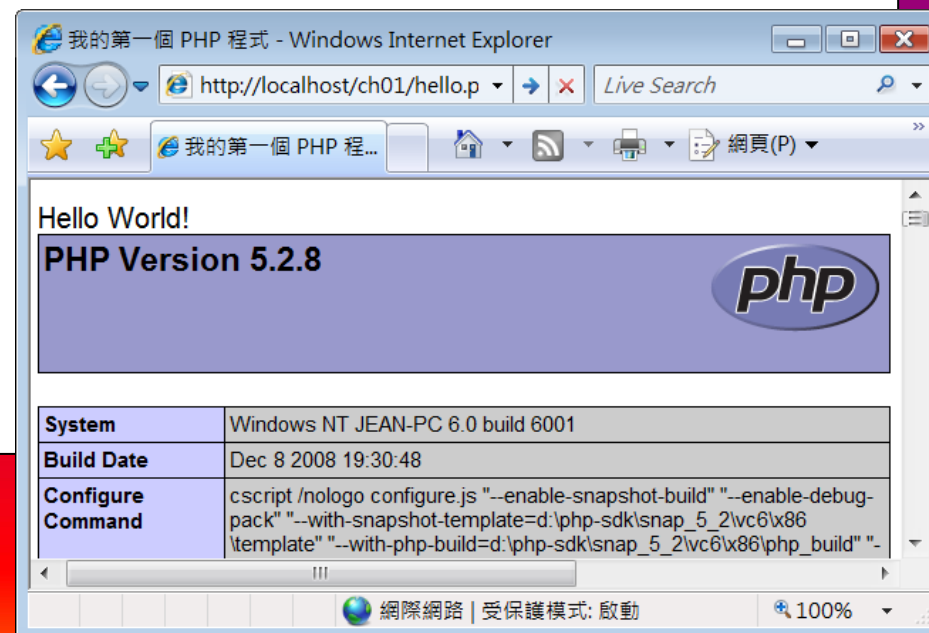 我的第一個 PHP 程式 - Windows Internet Explorer
http://localhost/ch01/hello.p
Live Search
我的第一個 PHP 程...
網頁(P)
Hello World!
PHP Version 5.2.8
php
System Windows NT JEAN-PC 6.0 build 6001
Build Date Dec 8 2008 19:30:48
Configure cscript /nologo configure.js "--enable-snapshot-build" "--enable-debug-
Command pack" "--with-snapshot-template=d:\php-sdk\snap_5_2\vc6\x86
\template" "--with-php-build=d:\php-sdk\snap_5_2\vc6\x86\php_build" "-
網際網路 | 受保護模式: 啟動
100%